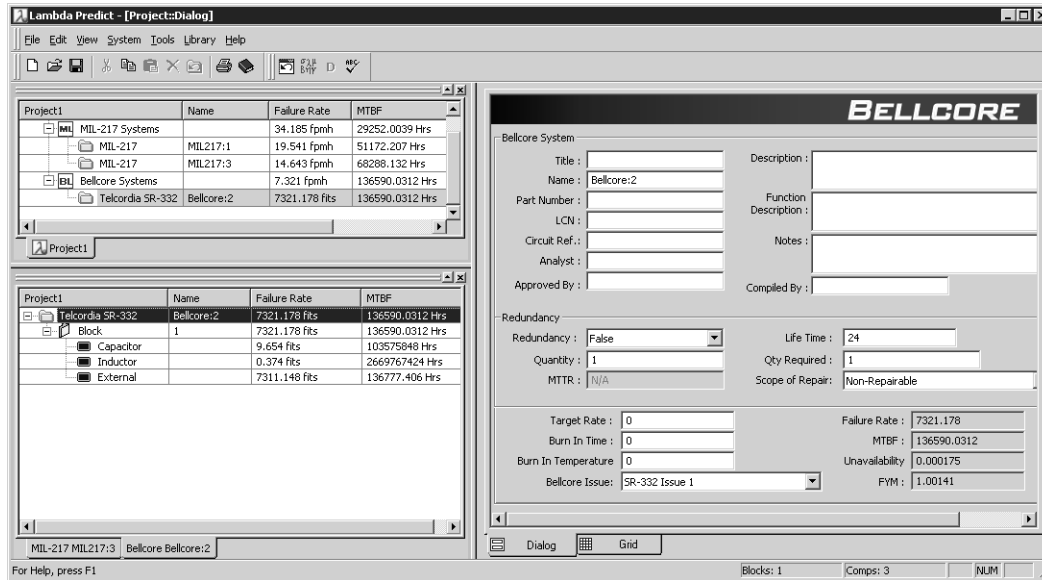 Lambda Predict - [Project::Dialog]
File Edit View System Tools Library Help
Project1 Name Failure Rate MTBF
ML MIL-217 Systems 34.185 fpmh 29252.0039 Hrs
MIL-217 MIL217:1 19.541 fpmh 51172.207 Hrs
MIL-217 MIL217:3 14.643 fpmh 68288.132 Hrs
BL Bellcore Systems 7.321 fpmh 136590.0312 Hrs
Telcordia SR-332 Bellcore:2 7321.178 fits 136590.0312 Hrs
Project1
Project1 Name Failure Rate MTBF
Telcordia SR-332 Bellcore:2 7321.178 fits 136590.0312 Hrs
Block 1 7321.178 fits 136590.0312 Hrs
Capacitor 9.654 fits 103575848 Hrs
Inductor 0.374 fits 2669767424 Hrs
External 7311.148 fits 136777.406 Hrs
MIL-217 MIL217:3 Bellcore Bellcore:2
BELLCORE
Bellcore System
Title : Description :
Name : Bellcore:2
Part Number : Function Description :
LCN :
Circuit Ref.: Notes :
Analyst :
Approved By : Compiled By :
Redundancy
Redundancy : False Life Time : 24
Quantity : 1 Qty Required : 1
MTTR : N/A Scope of Repair: Non-Repairable
Target Rate : 0 Failure Rate : 7321.178
Burn In Time : 0 MTBF : 136590.0312
Burn In Temperature 0 Unavailability 0.000175
Bellcore Issue: SR-332 Issue 1 FYM : 1.00141
Dialog Grid
For Help, press F1 Blocks: 1 Comps: 3 NUM